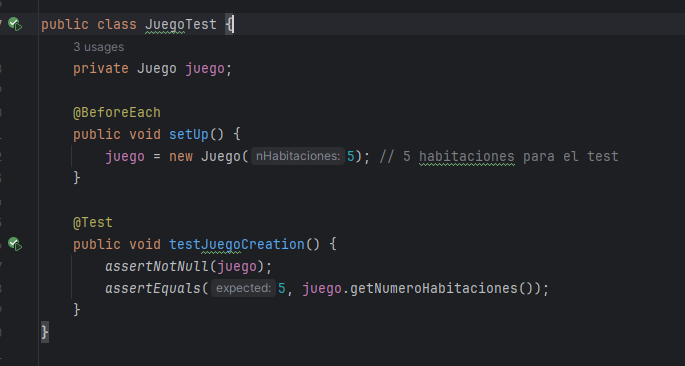 public class JuegoTest {
3 usages
private Juego juego;
@BeforeEach
public void setUp() {
juego = new Juego( nHabitaciones: 5); // 5 habitaciones para el test
}
@Test
public void testJuegoCreation() {
assertNotNull(juego);
assertEquals( expected: 5, juego.getNumeroHabitaciones());
}
}